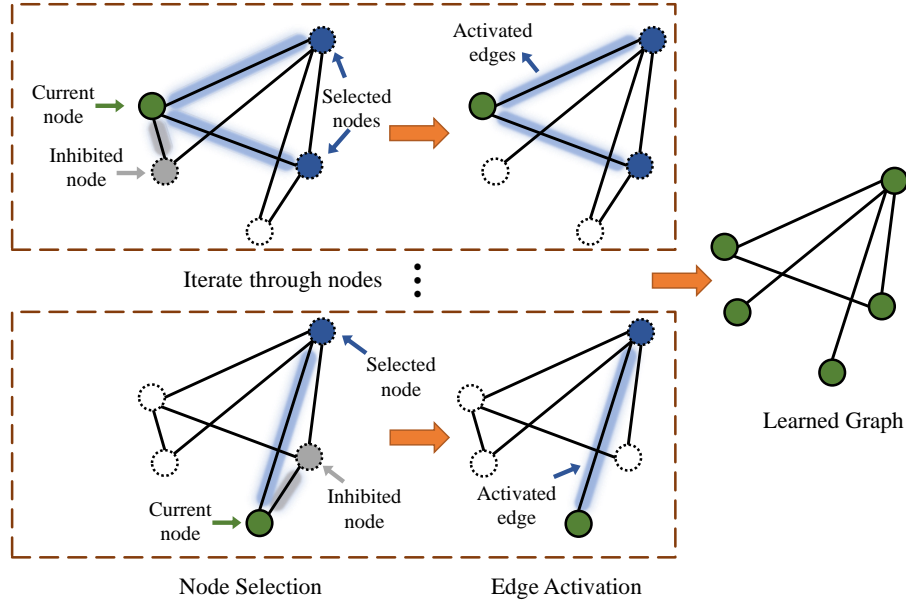 Current
node
Inhibited
node
Selected
nodes
Activated
edges
Iterate through nodes
Selected
node
Inhibited
node
Current
node
Activated
edge
Learned Graph
Node Selection
Edge Activation